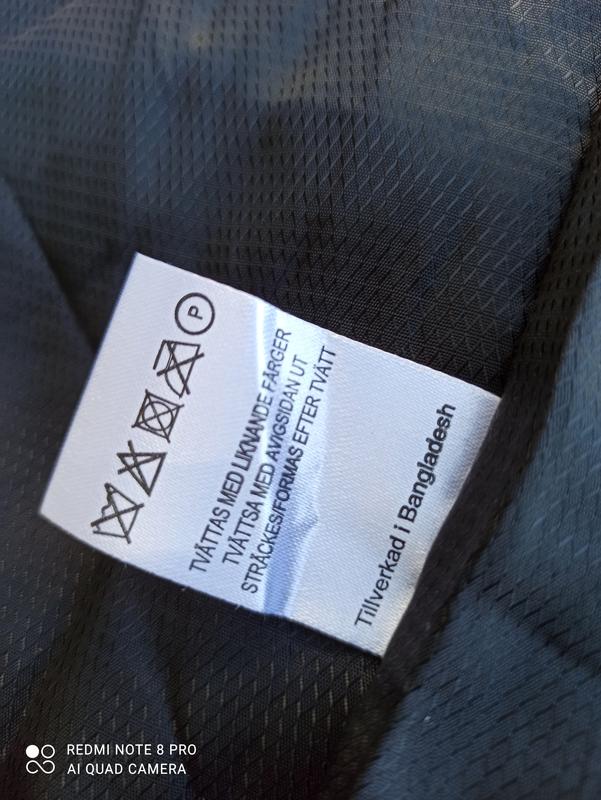 P
TVÄTTAS MED LIKNANDE FÄRGER
TVÄTTSA MED AVIGSIDAN UT
STRÄCKES/FORMAS EFTER TVÄTT
Tillverkad i Bangladesh
REDMI NOTE 8 PRO
AI QUAD CAMERA